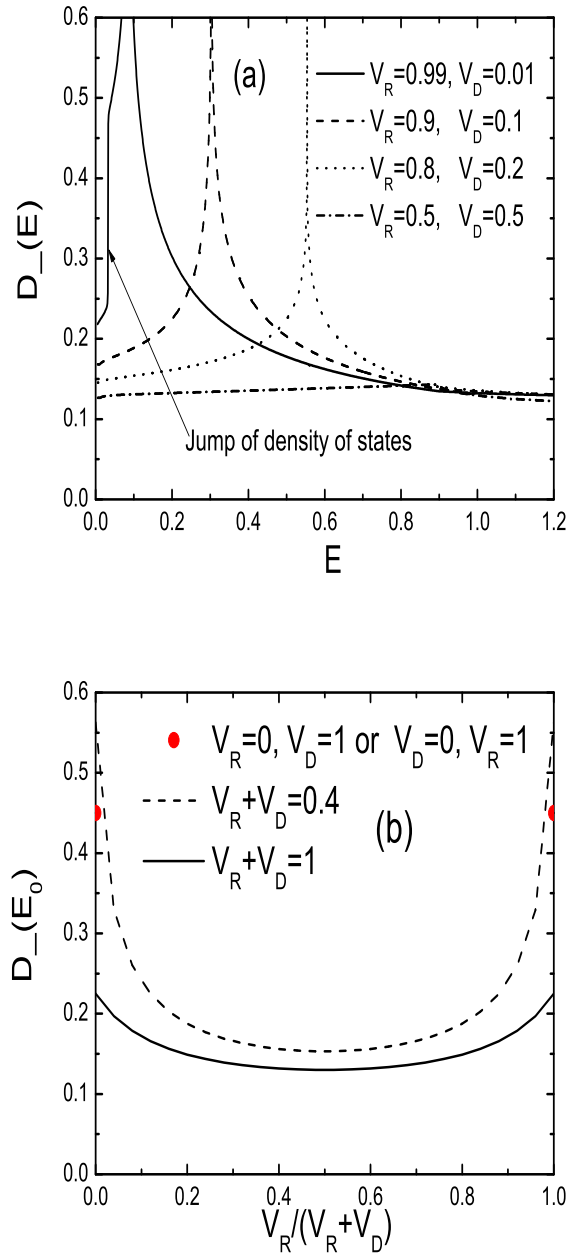 0.6
0.5
0.4
0.3
0.2
0.1
0.0
D_(E)
(a)
V_R=0.99, V_D=0.01
V_R=0.9, V_D=0.1
V_R=0.8, V_D=0.2
V_R=0.5, V_D=0.5
Jump of density of states
0.0 0.2 0.4 0.6 0.8 1.0 1.2
E
0.6
0.5
0.4
0.3
0.2
0.1
0.0
D_(E_0)
V_R=0, V_D=1 or V_D=0, V_R=1
V_R+V_D=0.4
V_R+V_D=1
(b)
0.0 0.2 0.4 0.6 0.8 1.0
V_R/(V_R+V_D)